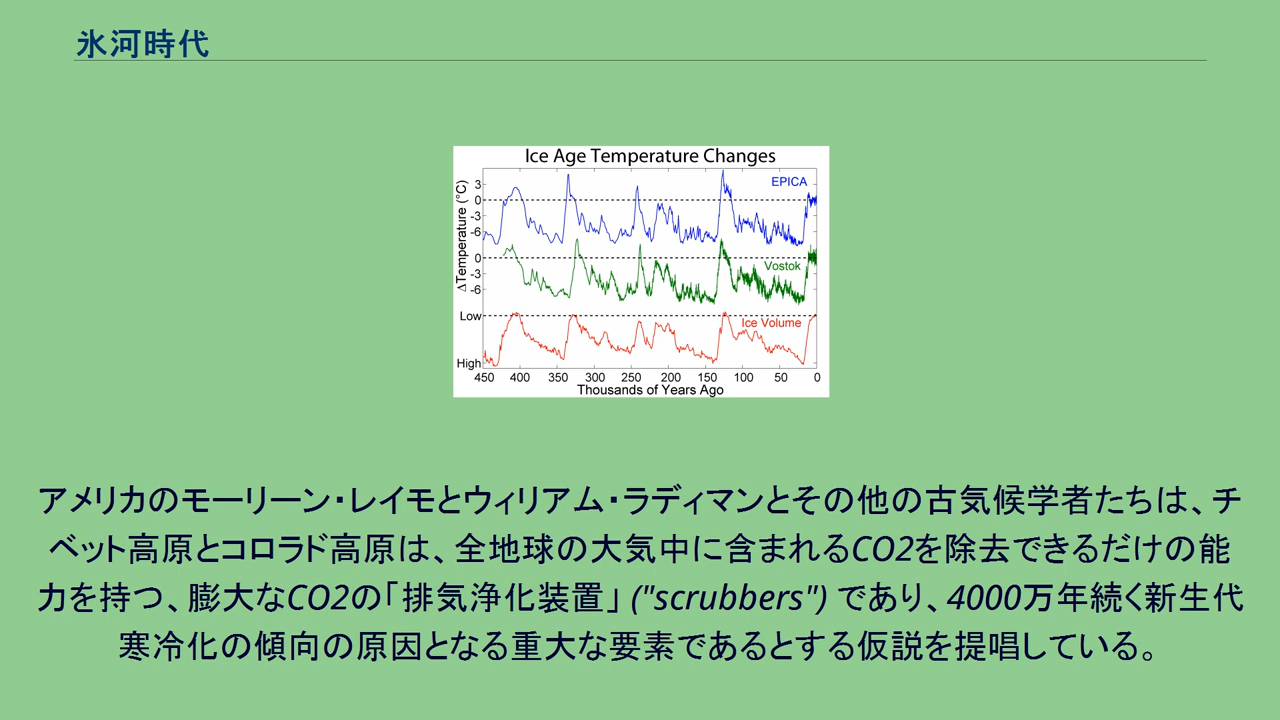 氷河時代
Ice Age Temperature Changes
EPICA
Vostok
Ice Volume
ΔTemperature (°C)
3
0
-3
-6
0
-3
-6
Low
High
450 400 350 300 250 200 150 100 50 0
Thousands of Years Ago
アメリカのモーリーン・レイモとウィリアム・ラディマンとその他の古気候学者たちは、チ
ベット高原とコロラド高原は、全地球の大気中に含まれるCO2を除去できるだけの能
力を持つ、膨大なCO2の「排気浄化装置」 ("scrubbers") であり、4000万年続く新生代
寒冷化の傾向の原因となる重大な要素であるとする仮説を提唱している。